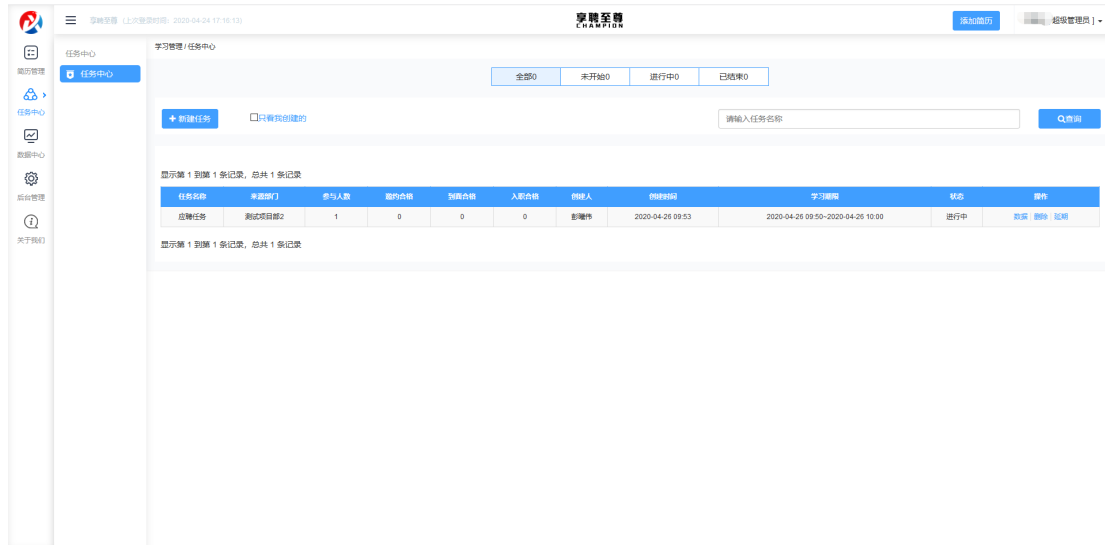 享聘至尊（上次登录时间：2020-04-24 17:16:13）
享聘至尊
CHAMPION
添加简历
超级管理员 ]
简历管理
任务中心
数据中心
后台管理
关于我们
任务中心
任务中心
学习管理 / 任务中心
全部0 未开始0 进行中0 已结束0
新建任务 只看我创建的 请输入任务名称 查询
显示第 1 到第 1 条记录，总共 1 条记录
任务名称 来源部门 参与人数 邀约合格 到面合格 入职合格 创建人 创建时间 学习期限 状态 操作
应聘任务 测试项目部2 1 0 0 0 彭曙伟 2020-04-26 09:53 2020-04-26 09:50~2020-04-26 10:00 进行中 数据 删除 延期
显示第 1 到第 1 条记录，总共 1 条记录